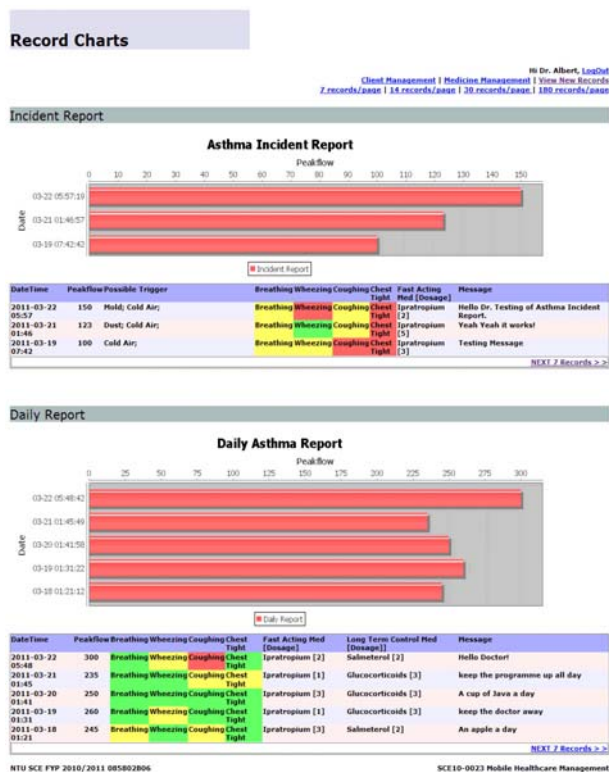 Record Charts
Hi Dr. Albert, LogOut
Client Management | Medicine Management | View New Records
7 records/page | 14 records/page | 30 records/page | 180 records/page
Incident Report
Asthma Incident Report
Peakflow
0 10 20 30 40 50 60 70 80 90 100 110 120 130 140 150
Date
03-22 05:57:19
03-21 01:46:57
03-19 07:42:42
Incident Report
DateTime Peakflow Possible Trigger Breathing Wheezing Coughing Chest Fast Acting Message
Tight Med [Dosage]
2011-03-22 150 Mold; Cold Air; Breathing Wheezing Coughing Chest Ipratropium Hello Dr. Testing of Asthma Incident
05:57 Tight [2] Report.
2011-03-21 123 Dust; Cold Air; Breathing Wheezing Coughing Chest Ipratropium Yeah Yeah it works!
01:46 Tight [5]
2011-03-19 100 Cold Air; Breathing Wheezing Coughing Chest Ipratropium Testing Message
07:42 Tight [3]
NEXT 7 Records > >
Daily Report
Daily Asthma Report
Peakflow
0 25 50 75 100 125 150 175 200 225 250 275 300
Date
03-22 05:48:42
03-21 01:45:49
03-20 01:41:58
03-19 01:31:22
03-18 01:21:12
Daily Report
DateTime Peakflow Breathing Wheezing Coughing Chest Fast Acting Med Long Term Control Med Message
Tight [Dosage] [Dosage]]
2011-03-22 300 Breathing Wheezing Coughing Chest Ipratropium [2] Salmeterol [2] Hello Doctor!
05:48 Tight
2011-03-21 235 Breathing Wheezing Coughing Chest Ipratropium [1] Glucocorticoids [3] keep the programme up all day
01:45 Tight
2011-03-20 250 Breathing Wheezing Coughing Chest Ipratropium [3] Glucocorticoids [3] A cup of Java a day
01:41 Tight
2011-03-19 260 Breathing Wheezing Coughing Chest Ipratropium [1] Glucocorticoids [3] keep the doctor away
01:31 Tight
2011-03-18 245 Breathing Wheezing Coughing Chest Ipratropium [3] Salmeterol [2] An apple a day
01:21 Tight
NEXT 7 Records > >
NTU SCE FYP 2010/2011 085802B06 SCE10-0023 Mobile Healthcare Management